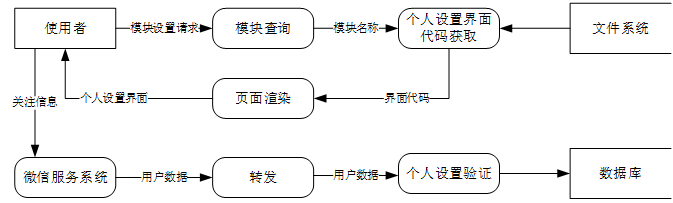 使用者
模块设置请求
模块查询
模块名称
个人设置界面
代码获取
文件系统
关注信息
个人设置界面
页面渲染
界面代码
微信服务系统
用户数据
转发
用户数据
个人设置验证
数据库